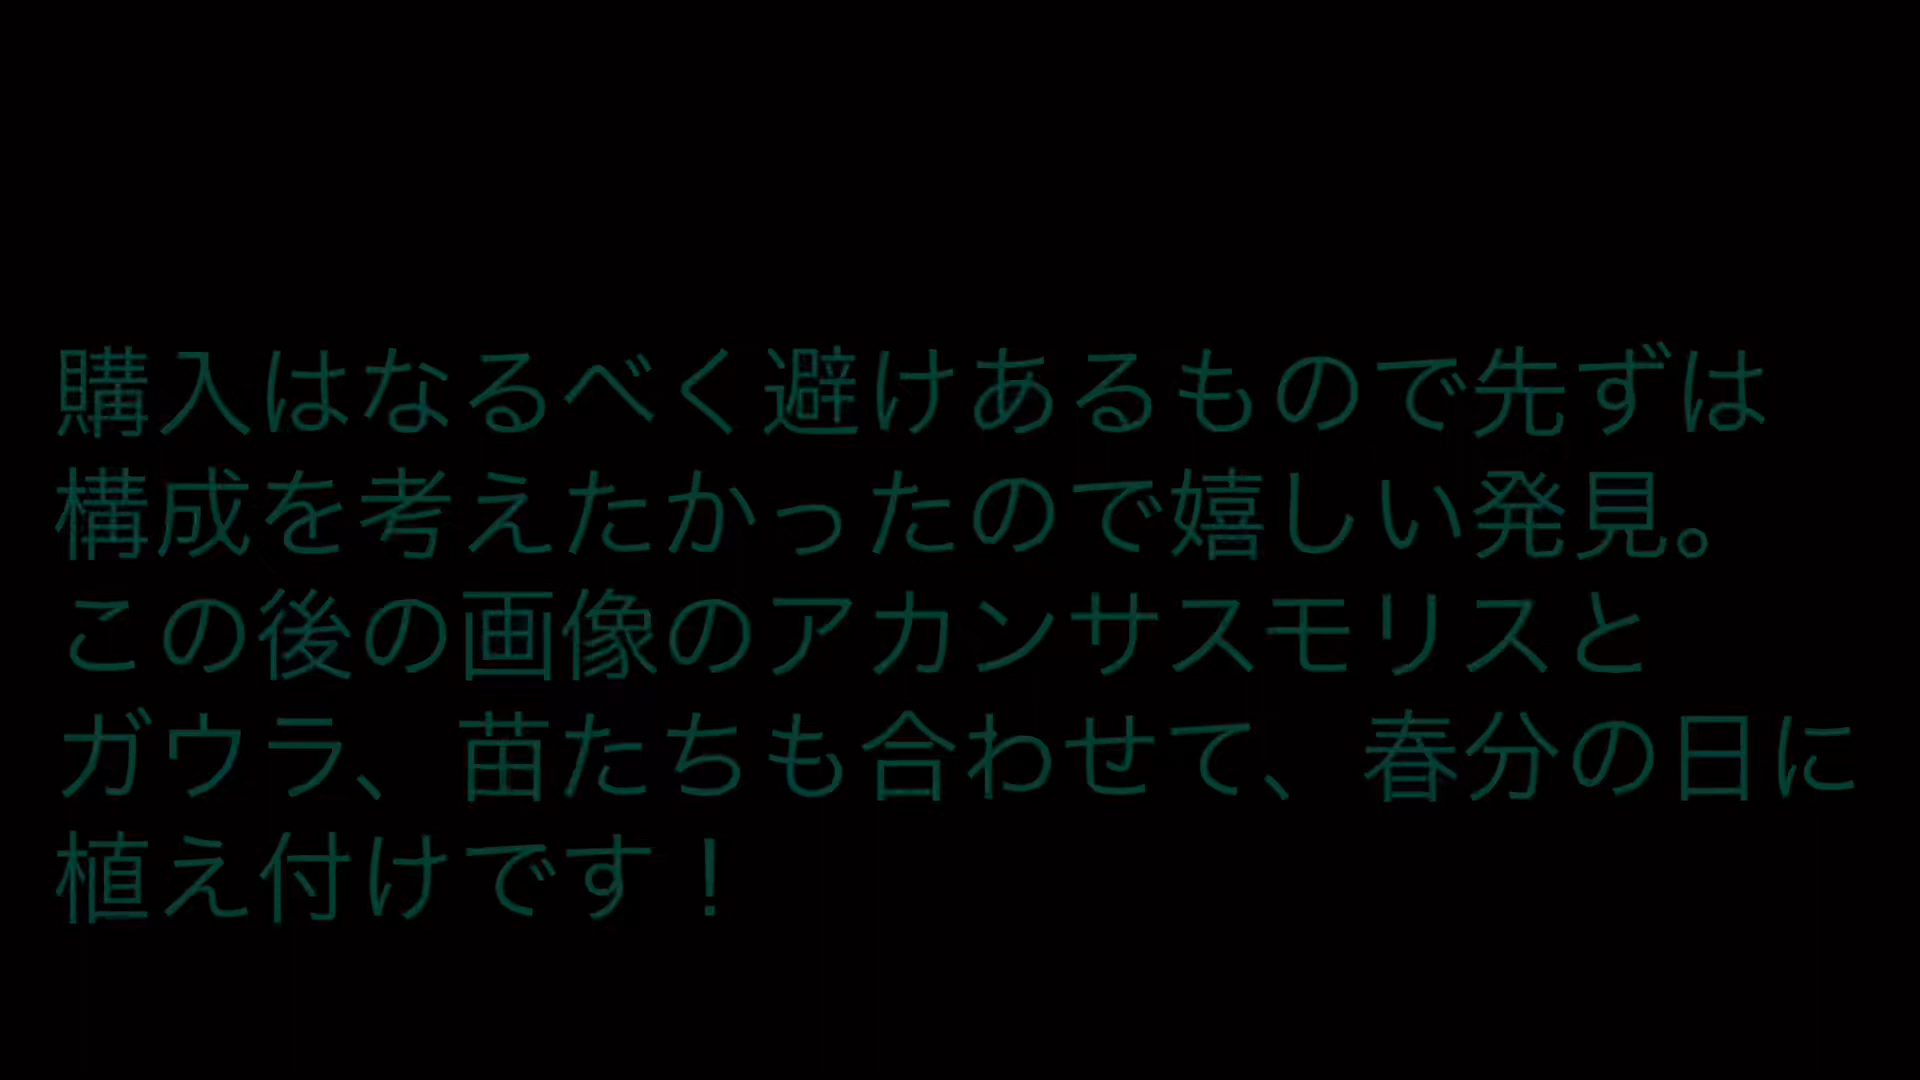 購入はなるべく避けあるもので先ずは
構成を考えたかったので嬉しい発見。
この後の画像のアカンサスモリスと
ガウラ、苗たちも合わせて、春分の日に
植え付けです！